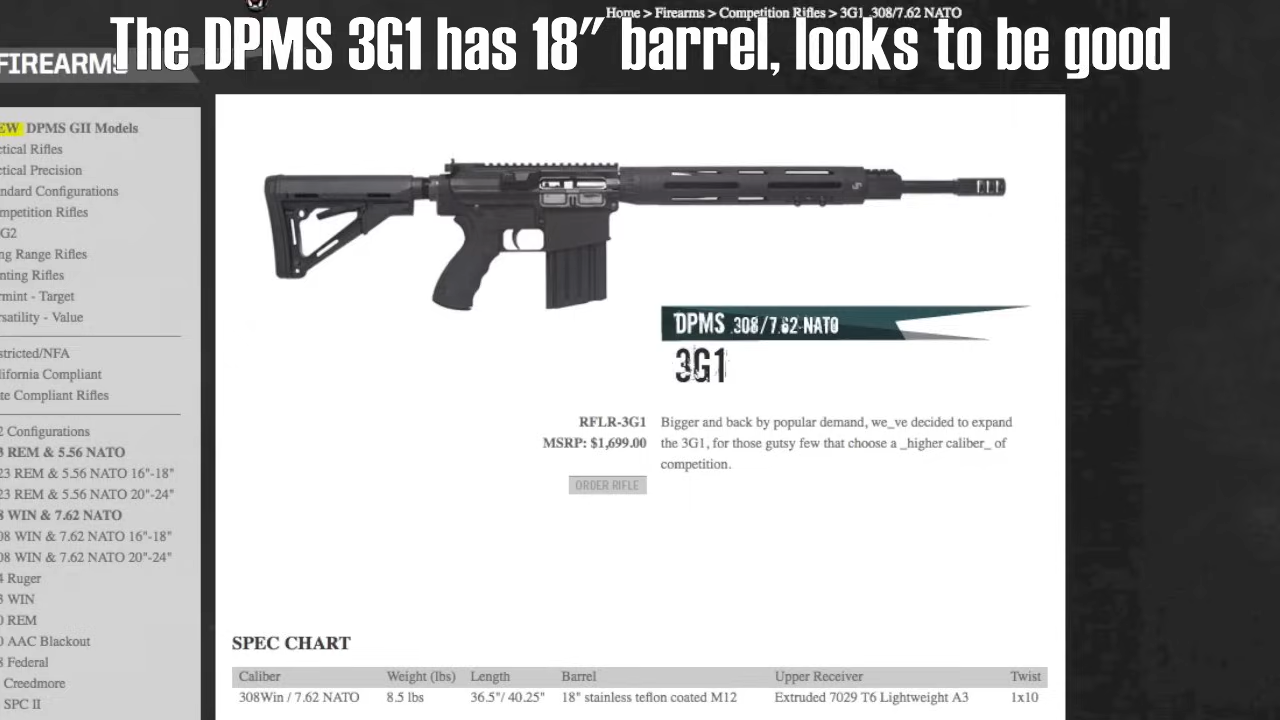 Home > Firearms > Competition Rifles > 3G1 308/7.62 NATO
The DPMS 3G1 has 18" barrel, looks to be good
FIREARMS
EW DPMS GII Models
ctical Rifles
ctical Precision
ndard Configurations
mpetition Rifles
G2
ng Range Rifles
nting Rifles
rmint - Target
rsatility - Value
stricted/NFA
lifornia Compliant
te Compliant Rifles
2 Configurations
3 REM & 5.56 NATO
23 REM & 5.56 NATO 16"-18"
23 REM & 5.56 NATO 20"-24"
8 WIN & 7.62 NATO
08 WIN & 7.62 NATO 16"-18"
08 WIN & 7.62 NATO 20"-24"
4 Ruger
3 WIN
0 REM
0 AAC Blackout
8 Federal
Creedmore
SPC II
DPMS .308/7.62 NATO
3G1
RFLR-3G1
MSRP: $1,699.00
ORDER RIFLE
Bigger and back by popular demand, we_ve decided to expand
the 3G1, for those gutsy few that choose a _higher caliber_ of
competition.
SPEC CHART
Caliber Weight (lbs) Length Barrel Upper Receiver Twist
308Win / 7.62 NATO 8.5 lbs 36.5"/ 40.25" 18" stainless teflon coated M12 Extruded 7029 T6 Lightweight A3 1x10